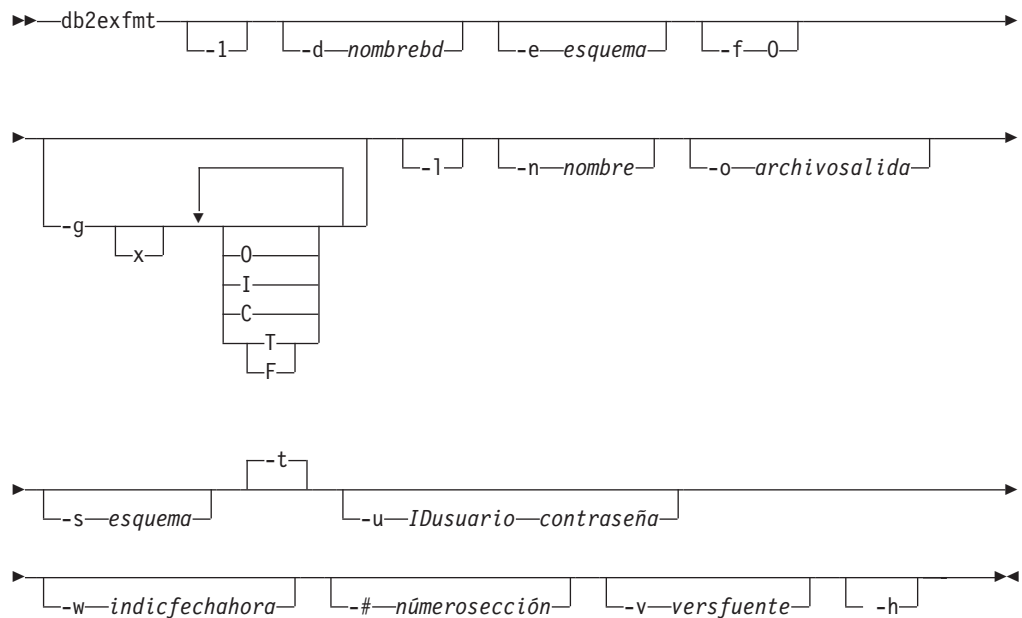 db2exfmt -1 -d nombrebd -e esquema -f O
-g x O I C T F -l -n nombre -o archivosalida
-s esquema -t -u IDusuario contraseña
-w indicfechahora -# númerosección -v versfuente -h